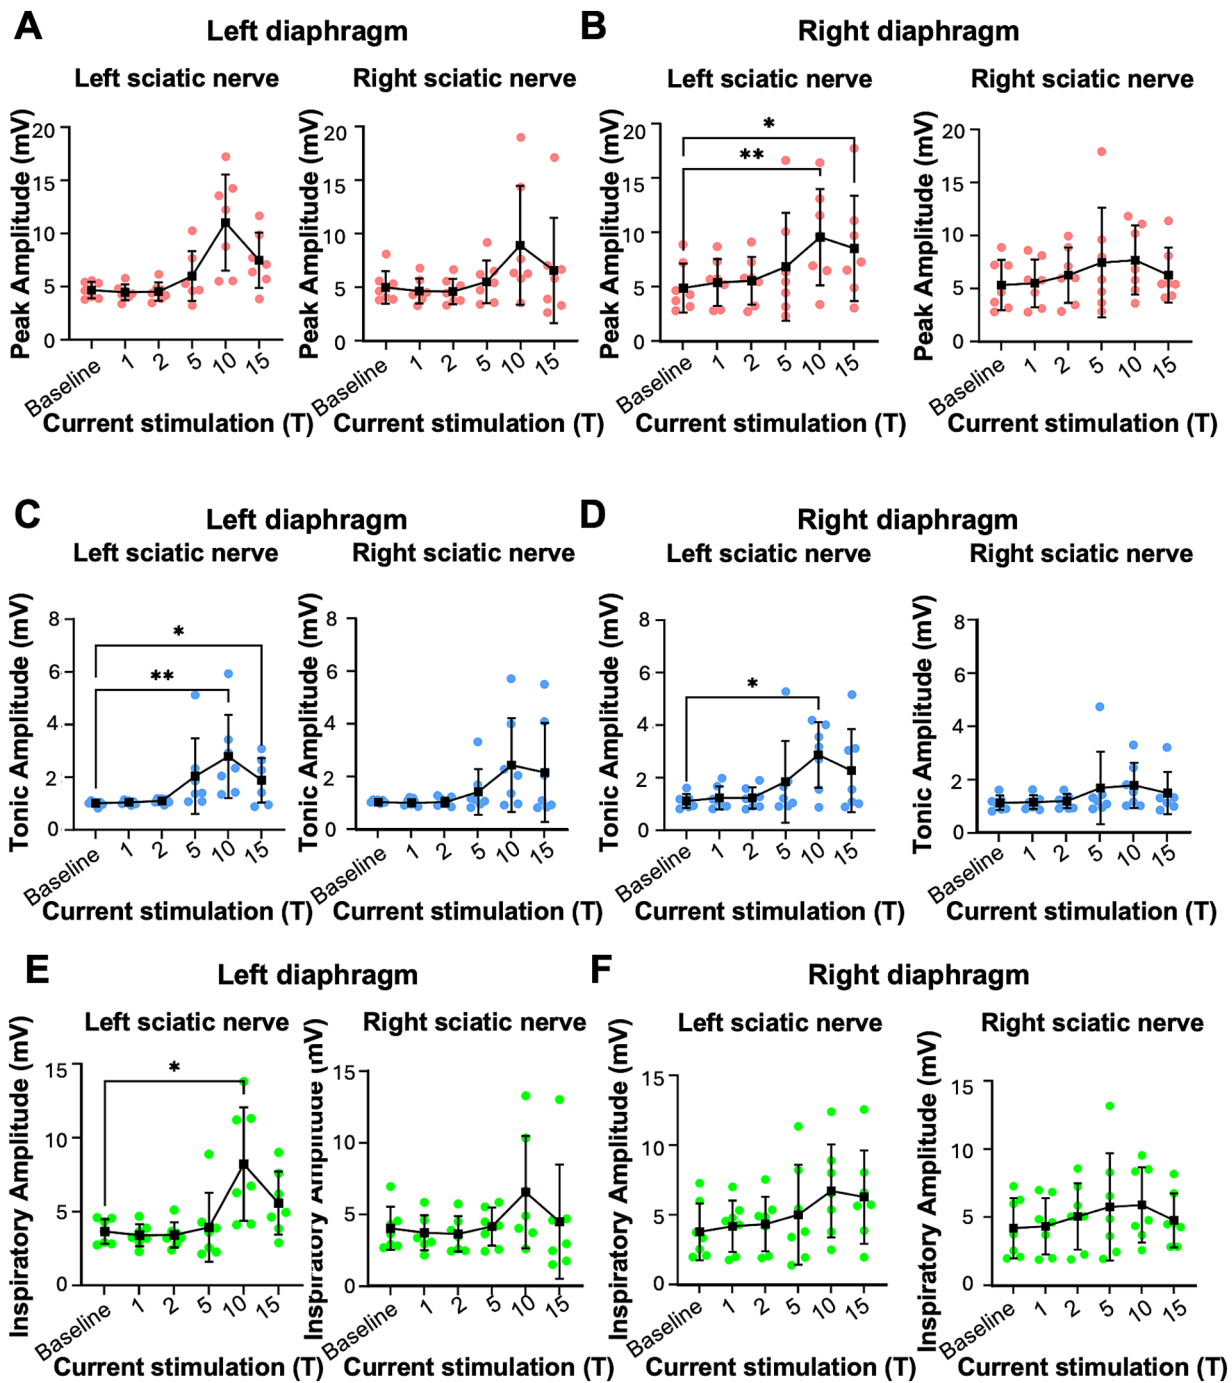 A Left diaphragm B Right diaphragm
Left sciatic nerve Right sciatic nerve Left sciatic nerve Right sciatic nerve
Peak Amplitude (mV) Peak Amplitude (mV) Peak Amplitude (mV) Peak Amplitude (mV)
* **
20 15 10 5 0
20 15 10 5 0
20 15 10 5 0
20 15 10 5 0
Baseline 1 2 5 10 15
Baseline 1 2 5 10 15
Baseline 1 2 5 10 15
Baseline 1 2 5 10 15
Current stimulation (T) Current stimulation (T) Current stimulation (T) Current stimulation (T)
C Left diaphragm D Right diaphragm
Left sciatic nerve Right sciatic nerve Left sciatic nerve Right sciatic nerve
Tonic Amplitude (mV) Tonic Amplitude (mV) Tonic Amplitude (mV) Tonic Amplitude (mV)
* ** *
8 6 4 2 0
8 6 4 2 0
8 6 4 2 0
8 6 4 2 0
Baseline 1 2 5 10 15
Baseline 1 2 5 10 15
Baseline 1 2 5 10 15
Baseline 1 2 5 10 15
Current stimulation (T) Current stimulation (T) Current stimulation (T) Current stimulation (T)
E Left diaphragm F Right diaphragm
Left sciatic nerve Right sciatic nerve Left sciatic nerve Right sciatic nerve
Inspiratory Amplitude (mV) Inspiratory Amplitude (mV) Inspiratory Amplitude (mV) Inspiratory Amplitude (mV)
*
15 10 5 0
15 10 5 0
15 10 5 0
15 10 5 0
Baseline 1 2 5 10 15
Baseline 1 2 5 10 15
Baseline 1 2 5 10 15
Baseline 1 2 5 10 15
Current stimulation (T) Current stimulation (T) Current stimulation (T) Current stimulation (T)